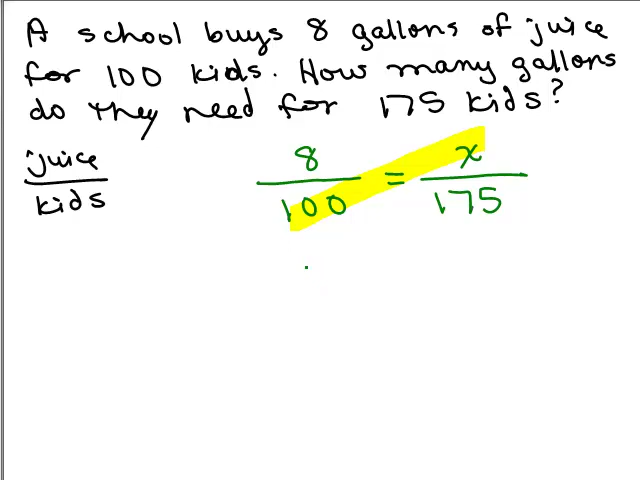 A school buys 8 gallons of juice
for 100 kids. How many gallons
do they need for 175 kids?
juice
kids
8
100
=
x
175